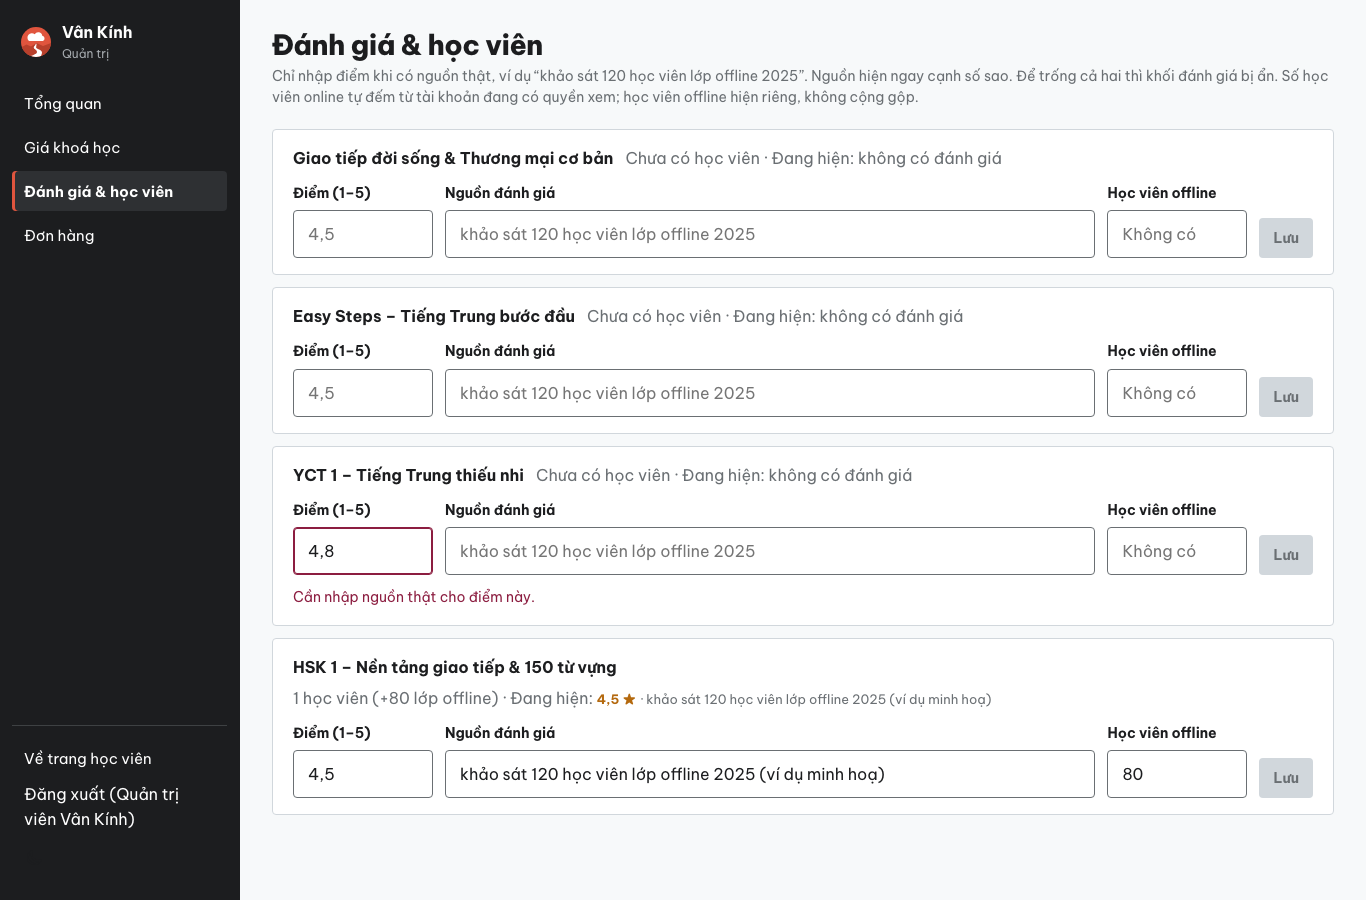 Vân Kính
Quản trị
Tổng quan
Giá khoá học
Đánh giá & học viên
Đơn hàng
Về trang học viên
Đăng xuất (Quản trị
viên Vân Kính)
Đánh giá & học viên
Chỉ nhập điểm khi có nguồn thật, ví dụ “khảo sát 120 học viên lớp offline 2025”. Nguồn hiện ngay cạnh số sao. Để trống cả hai thì khối đánh giá bị ẩn. Số học
viên online tự đếm từ tài khoản đang có quyền xem; học viên offline hiện riêng, không cộng gộp.
Giao tiếp đời sống & Thương mại cơ bản Chưa có học viên · Đang hiện: không có đánh giá
Điểm (1–5) Nguồn đánh giá Học viên offline
4,5 khảo sát 120 học viên lớp offline 2025 Không có Lưu
Easy Steps – Tiếng Trung bước đầu Chưa có học viên · Đang hiện: không có đánh giá
Điểm (1–5) Nguồn đánh giá Học viên offline
4,5 khảo sát 120 học viên lớp offline 2025 Không có Lưu
YCT 1 – Tiếng Trung thiếu nhi Chưa có học viên · Đang hiện: không có đánh giá
Điểm (1–5) Nguồn đánh giá Học viên offline
4,8 khảo sát 120 học viên lớp offline 2025 Không có Lưu
Cần nhập nguồn thật cho điểm này.
HSK 1 – Nền tảng giao tiếp & 150 từ vựng
1 học viên (+80 lớp offline) · Đang hiện: 4,5 ★ · khảo sát 120 học viên lớp offline 2025 (ví dụ minh hoạ)
Điểm (1–5) Nguồn đánh giá Học viên offline
4,5 khảo sát 120 học viên lớp offline 2025 (ví dụ minh hoạ) 80 Lưu